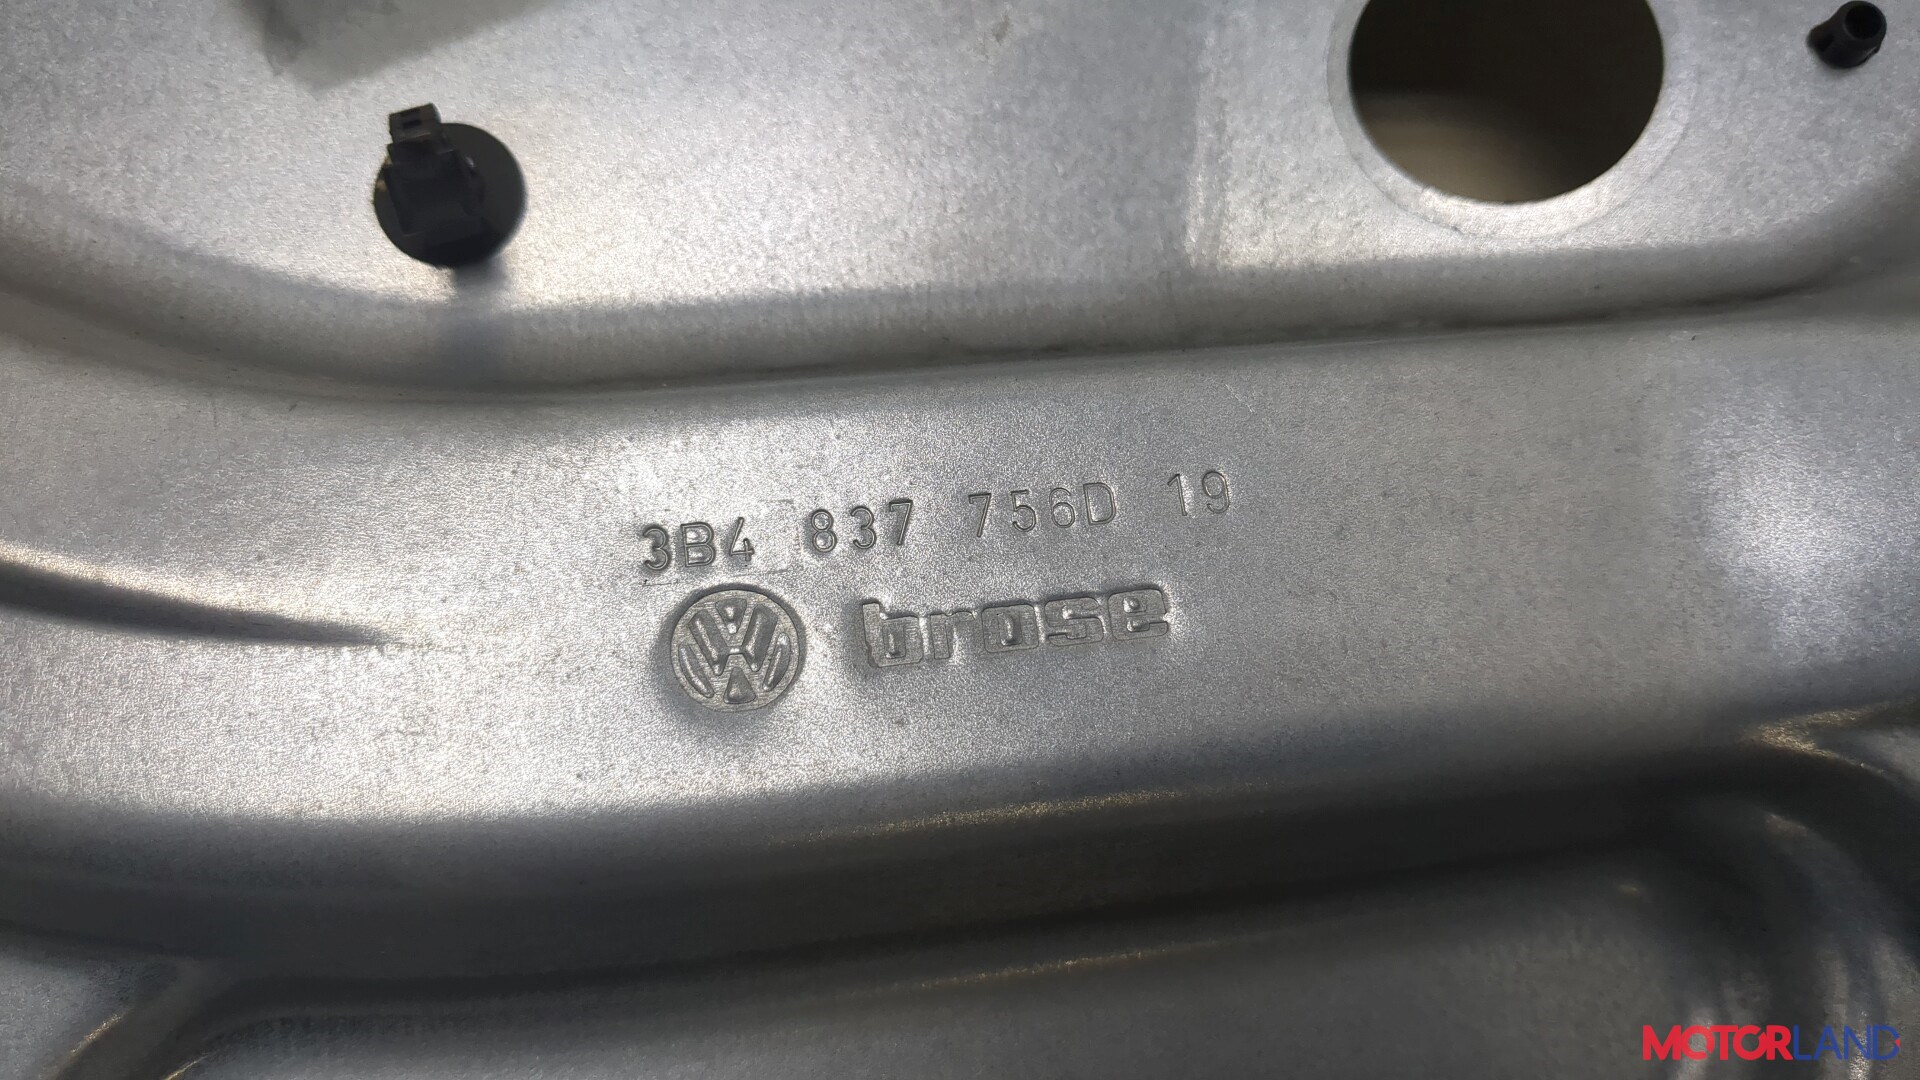 3B4 837 756D 19
brose
MOTORLAND